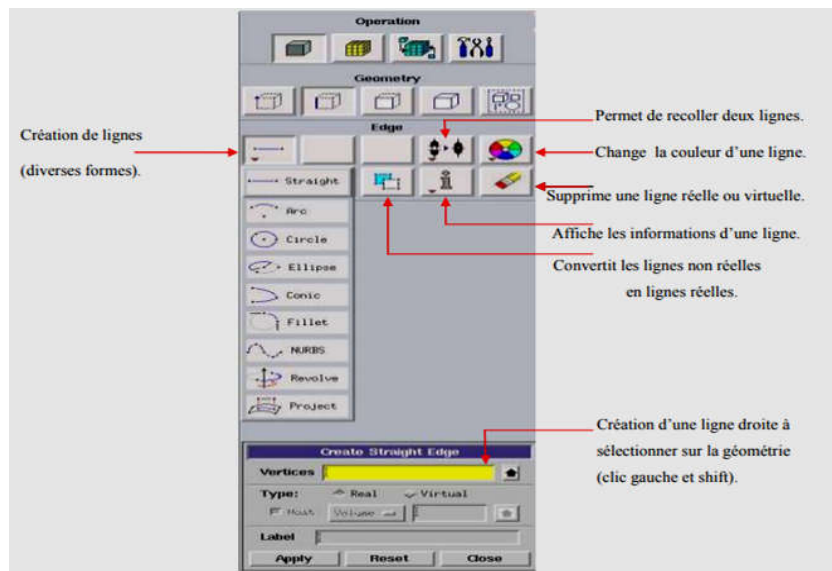 Operation
Geometry
Edge
Création de lignes
(diverses formes).
Permet de recoller deux lignes.
Change la couleur d’une ligne.
Supprime une ligne réelle ou virtuelle.
Affiche les informations d’une ligne.
Convertit les lignes non réelles
en lignes réelles.
Straight
Arc
Circle
Ellipse
Conic
Fillet
NURBS
Revolve
Project
Création d’une ligne droite à
sélectionner sur la géométrie
(clic gauche et shift).
Create Straight Edge
Vertices
Type: Real Virtual
Host Volume
Label
Apply Reset Close